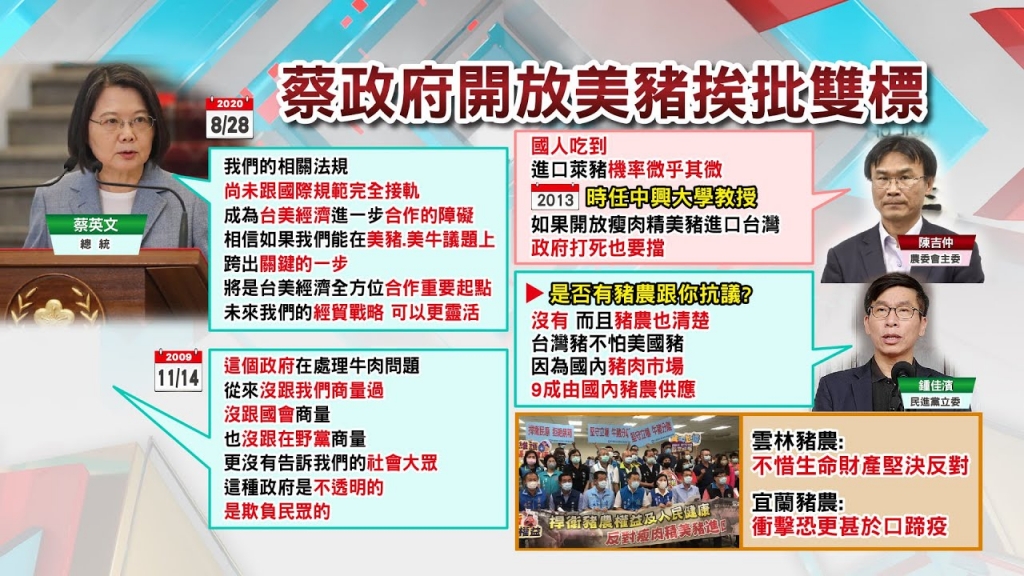 蔡政府開放美豬挨批雙標
2020
8/28
我們的相關法規
尚未跟國際規範完全接軌
成為台美經濟進一步合作的障礙
相信如果我們能在美豬.美牛議題上
跨出關鍵的一步
將是台美經濟全方位合作重要起點
未來我們的經貿戰略 可以更靈活
蔡英文
總統
2009
11/14
這個政府在處理牛肉問題
從來沒跟我們商量過
沒跟國會商量
也沒跟在野黨商量
更沒有告訴我們的社會大眾
這種政府是不透明的
是欺負民眾的
國人吃到
進口萊豬機率微乎其微
2013 時任中興大學教授
如果開放瘦肉精美豬進口台灣
政府打死也要擋
陳吉仲
農委會主委
▶是否有豬農跟你抗議?
沒有 而且豬農也清楚
台灣豬不怕美國豬
因為國內豬肉市場
9成由國內豬農供應
鍾佳濱
民進黨立委
捍衛豬農權益及人民健康
反對瘦肉精美豬進
權益
雲林豬農:
不惜生命財產堅決反對
宜蘭豬農:
衝擊恐更甚於口蹄疫